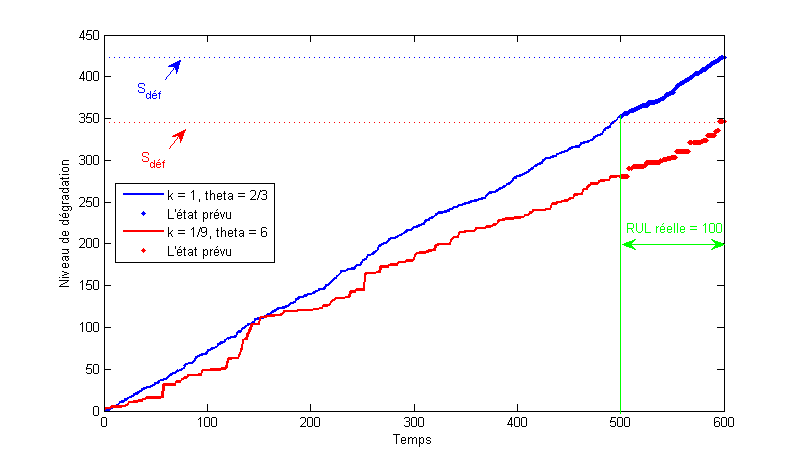 450
400
350
300
250
200
150
100
50
0
Niveau de dégradation
S_déf
S_déf
k = 1, theta = 2/3
L'état prévu
k = 1/9, theta = 6
L'état prévu
RUL réelle = 100
0 100 200 300 400 500 600
Temps